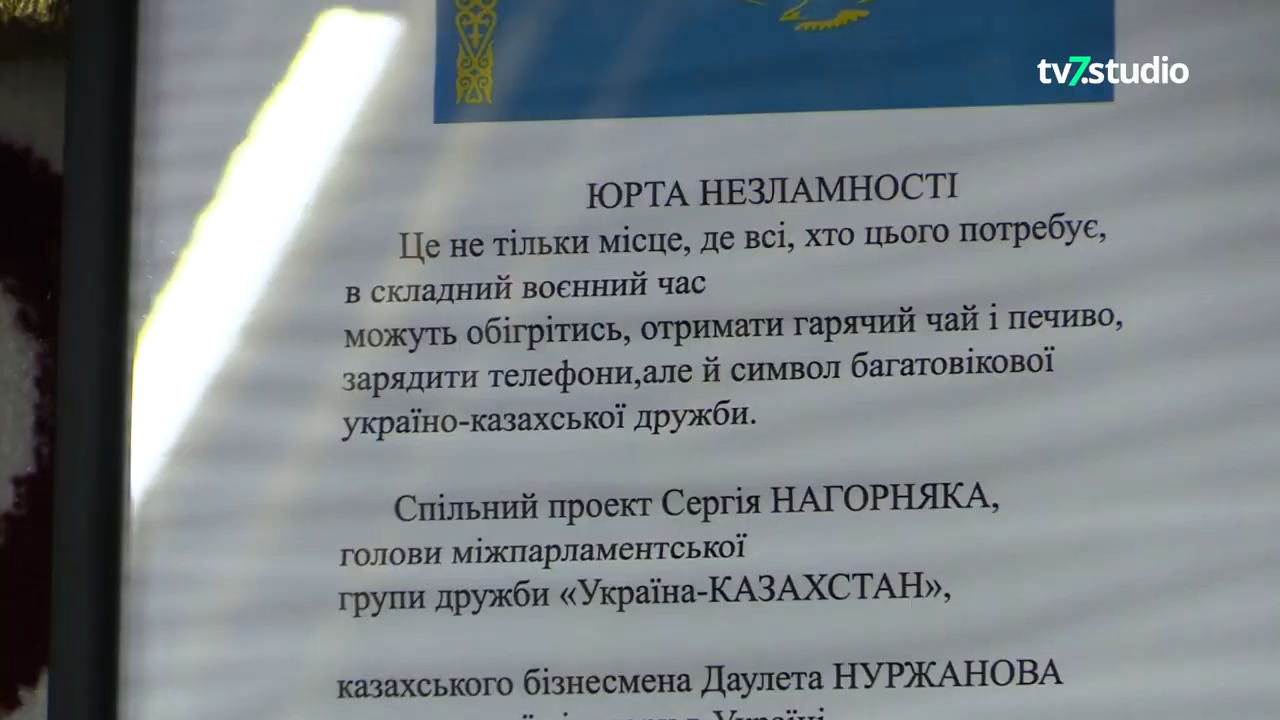 tv7.studio
ЮРТА НЕЗЛАМНОСТІ
Це не тільки місце, де всі, хто цього потребує,
в складний воєнний час
можуть обігрітись, отримати гарячий чай і печиво,
зарядити телефони,але й символ багатовікової
україно-казахської дружби.
Спільний проект Сергія НАГОРНЯКА,
голови міжпарламентської
групи дружби «Україна-КАЗАХСТАН»,
казахського бізнесмена Даулета НУРЖАНОВА
Україні